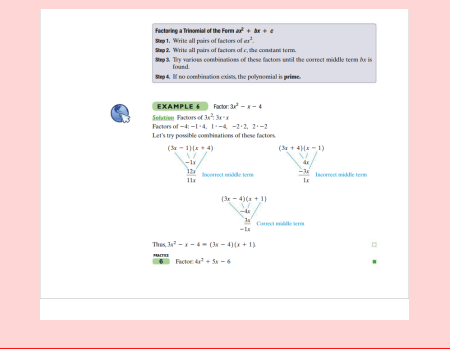 Factoring a Trinomial of the Form ax² + bx + c
Step 1. Write all pairs of factors of ax².
Step 2. Write all pairs of factors of c, the constant term.
Step 3. Try various combinations of these factors until the correct middle term bx is
found.
Step 4. If no combination exists, the polynomial is prime.
EXAMPLE 6 Factor: 3x² − x − 4
Solution Factors of 3x²: 3x · x
Factors of −4: −1 · 4, 1 · −4, −2 · 2, 2 · −2
Let's try possible combinations of these factors.
(3x − 1)(x + 4) (3x + 4)(x − 1)
−1x 4x
12x Incorrect middle term −3x Incorrect middle term
11x 1x
(3x − 4)(x + 1)
−4x
3x Correct middle term
−1x
Thus, 3x² − x − 4 = (3x − 4)(x + 1).
PRACTICE
6 Factor: 4x² + 5x − 6